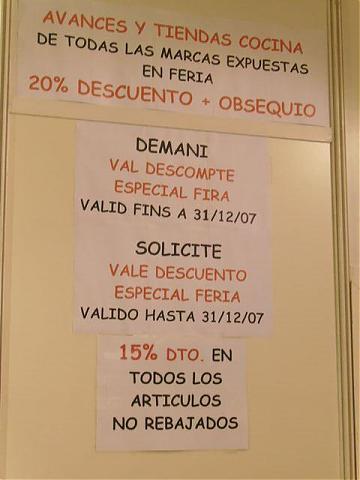 AVANCES Y TIENDAS COCINA
DE TODAS LAS MARCAS EXPUESTAS
EN FERIA
20% DESCUENTO + OBSEQUIO
DEMANI
VAL DESCOMPTE
ESPECIAL FIRA
VALID FINS A 31/12/07
SOLICITE
VALE DESCUENTO
ESPECIAL FERIA
VALIDO HASTA 31/12/07
15% DTO. EN
TODOS LOS
ARTICULOS
NO REBAJADOS